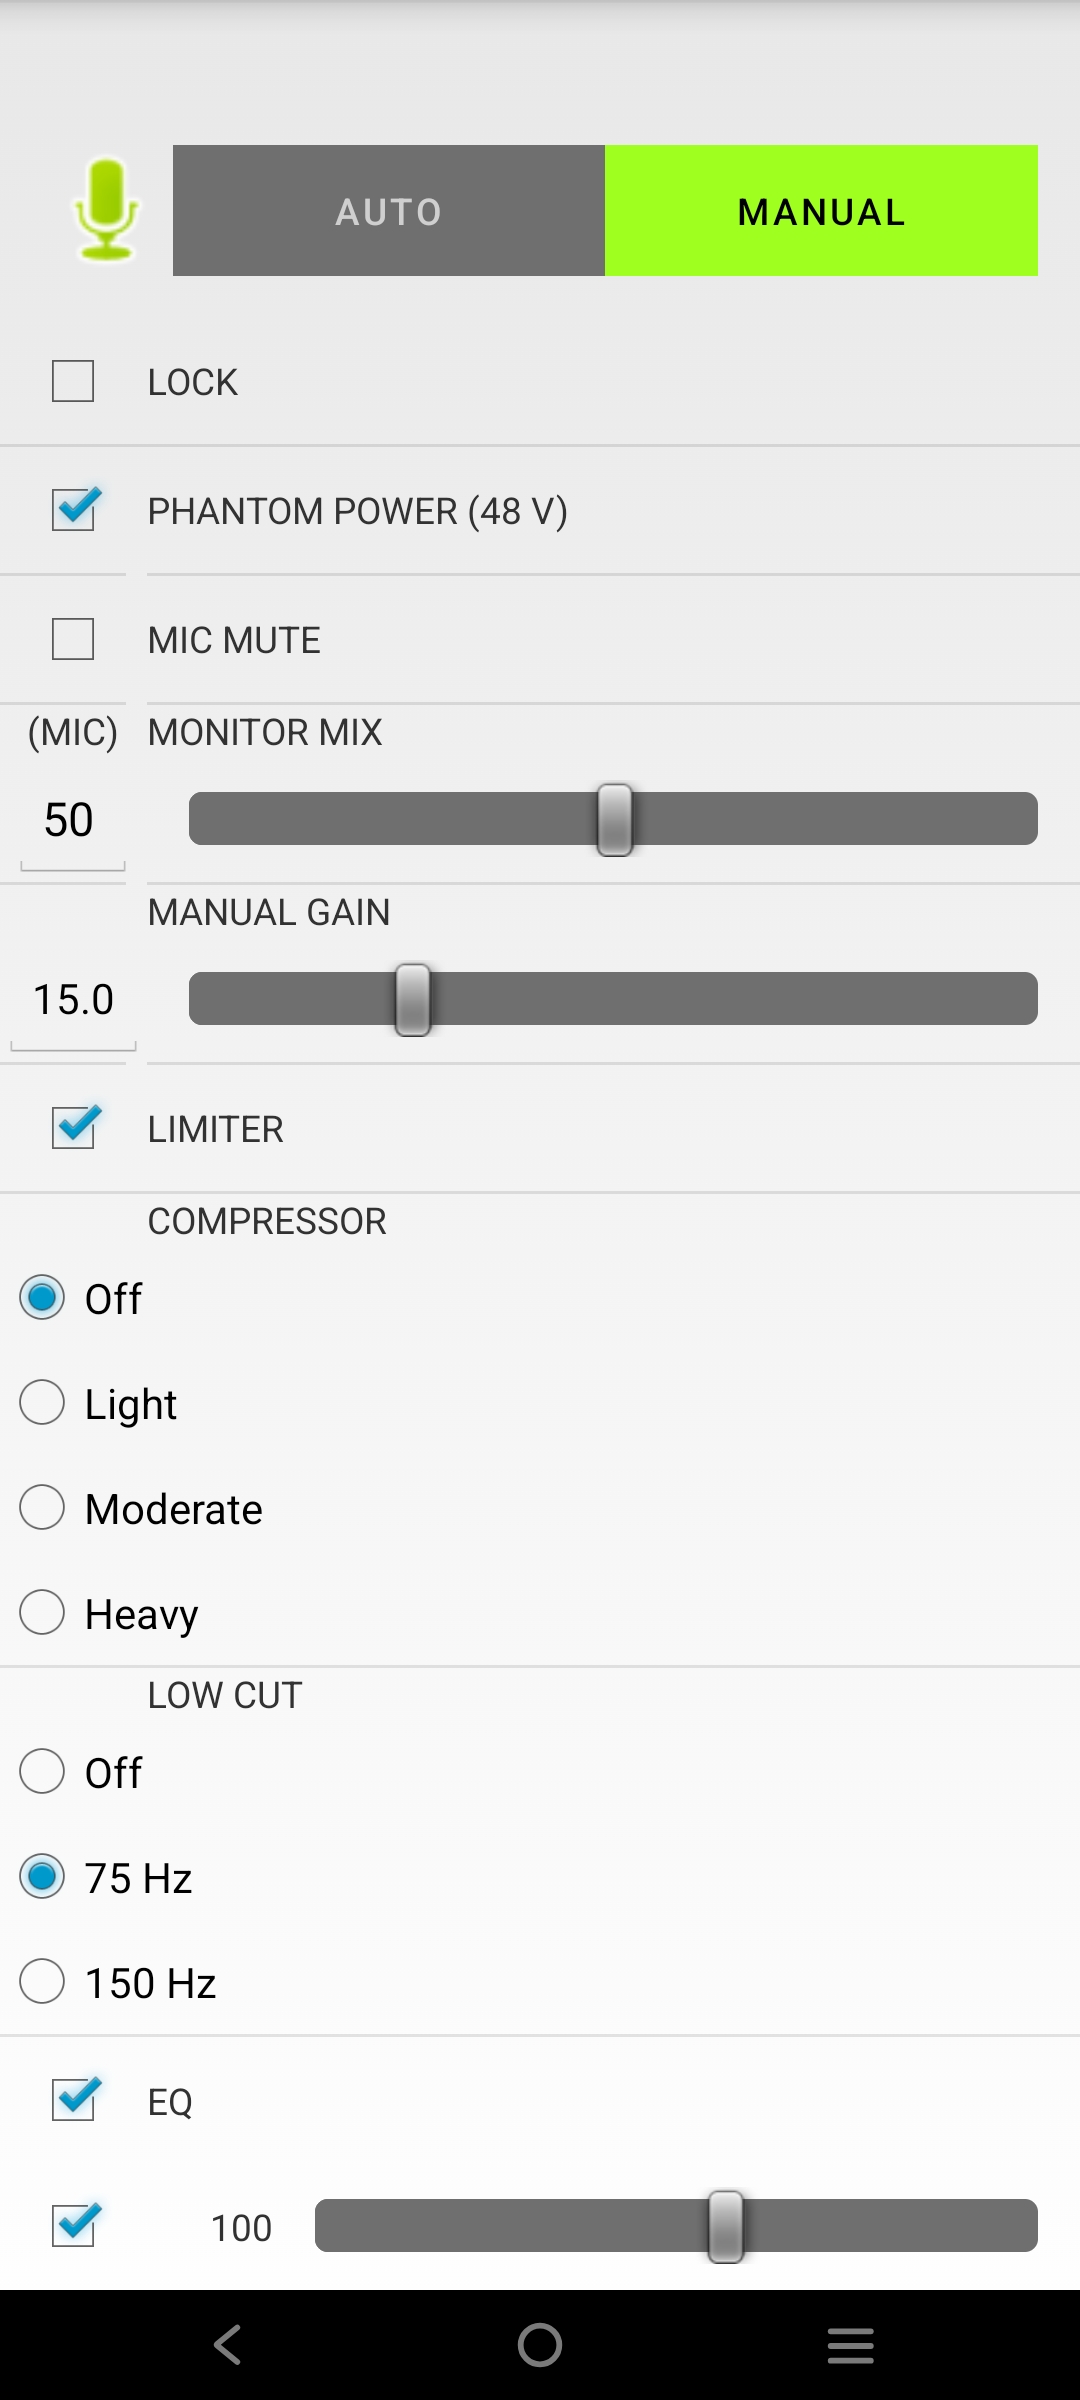 AUTO MANUAL
LOCK
PHANTOM POWER (48 V)
MIC MUTE
(MIC) MONITOR MIX
50
MANUAL GAIN
15.0
LIMITER
COMPRESSOR
Off
Light
Moderate
Heavy
LOW CUT
Off
75 Hz
150 Hz
EQ
100